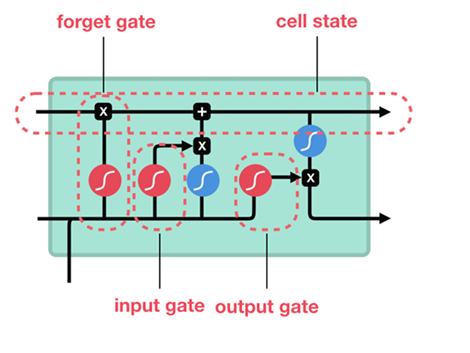 forget gate
cell state
X
+
X
X
input gate
output gate